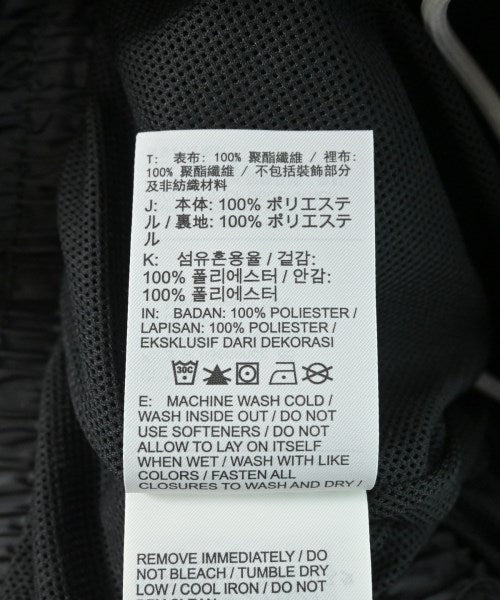 T: 表布: 100% 聚酯纖維 / 裡布:
100% 聚酯纖維 / 不包括裝飾部分
及非紡織材料
J: 本体: 100% ポリエステ
ル / 裏地: 100% ポリエステ
ル
K: 섬유혼용율 / 겉감:
100% 폴리에스터 / 안감:
100% 폴리에스터
IN: BADAN: 100% POLIESTER /
LAPISAN: 100% POLIESTER /
EKSKLUSIF DARI DEKORASI
30C
E: MACHINE WASH COLD /
WASH INSIDE OUT / DO NOT
USE SOFTENERS / DO NOT
ALLOW TO LAY ON ITSELF
WHEN WET / WASH WITH LIKE
COLORS / FASTEN ALL
CLOSURES TO WASH AND DRY /
REMOVE IMMEDIATELY / DO
NOT BLEACH / TUMBLE DRY
LOW / COOL IRON / DO NOT